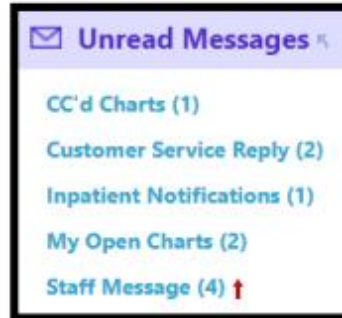 Unread Messages
CC'd Charts (1)
Customer Service Reply (2)
Inpatient Notifications (1)
My Open Charts (2)
Staff Message (4)